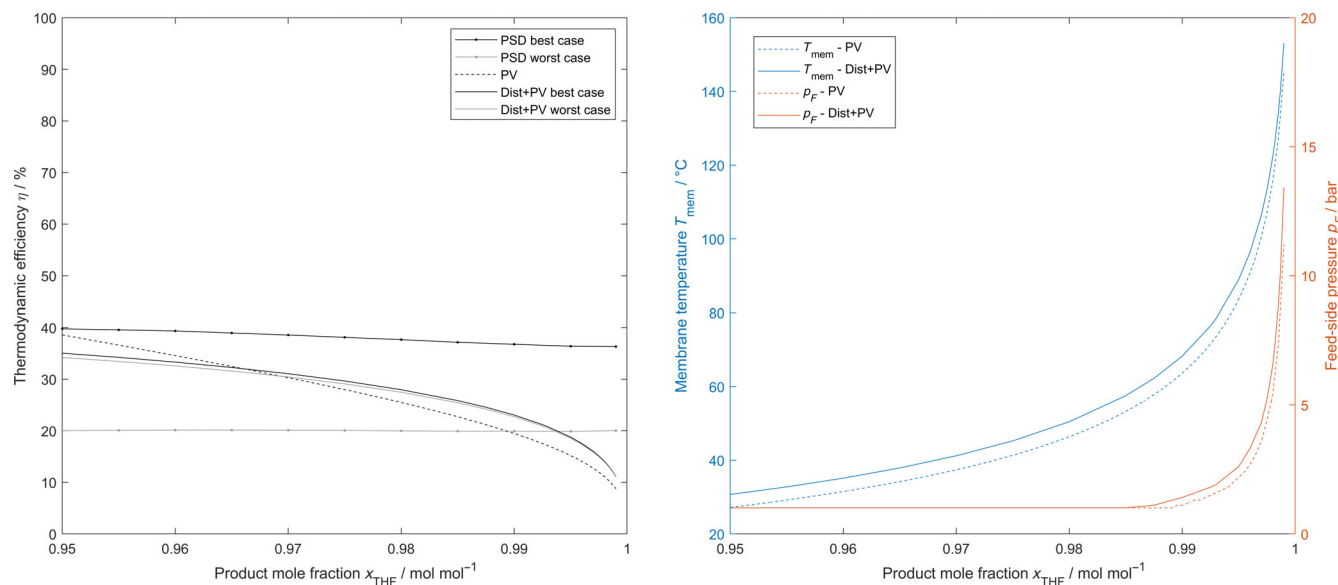 100
90
80
70
60
50
40
30
20
10
0
Thermodynamic efficiency η / %
PSD best case
PSD worst case
PV
Dist+PV best case
Dist+PV worst case
0.95
0.96
0.97
0.98
0.99
1
Product mole fraction x_THF / mol mol⁻¹
160
140
120
100
80
60
40
20
Membrane temperature T_mem / °C
T_mem - PV
T_mem - Dist+PV
p_F - PV
p_F - Dist+PV
20
15
10
5
0
Feed-side pressure p_F / bar
0.95
0.96
0.97
0.98
0.99
1
Product mole fraction x_THF / mol mol⁻¹